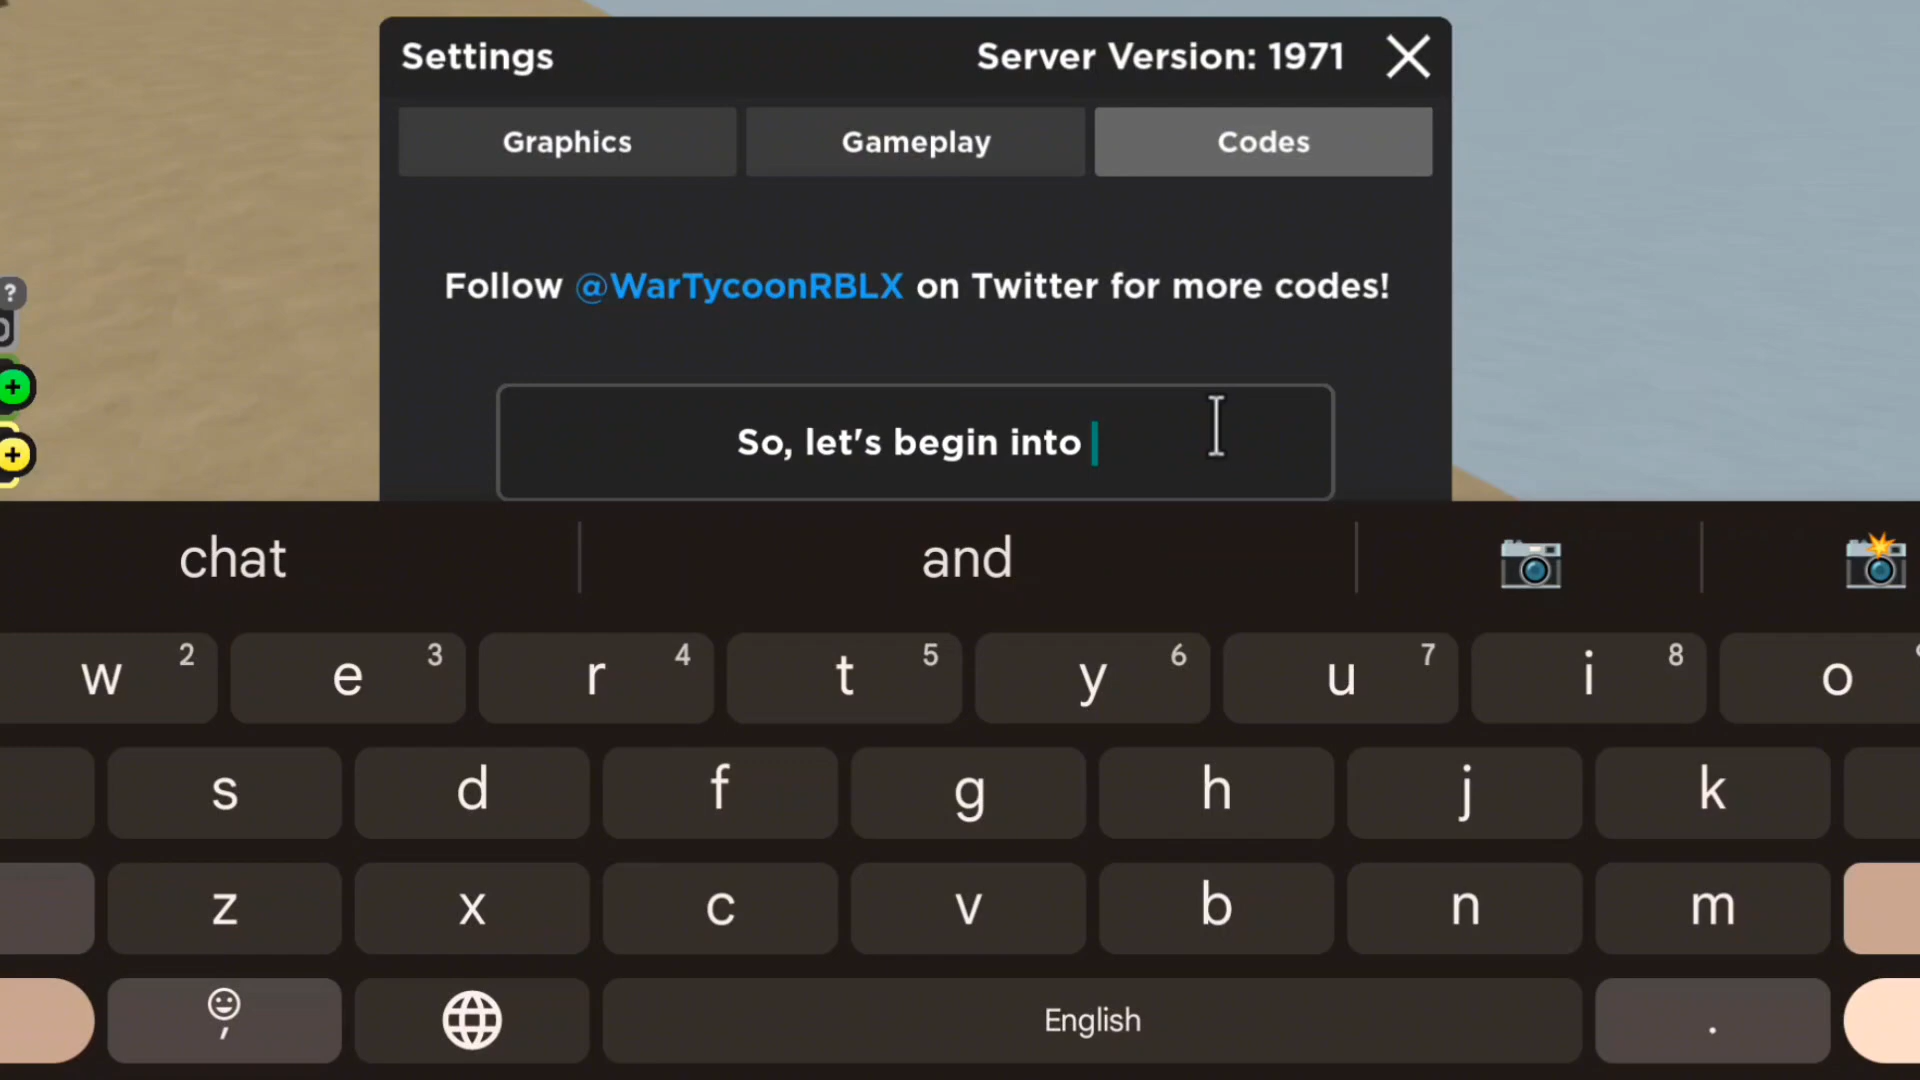 Settings Server Version: 1971
Graphics Gameplay Codes
Follow @WarTycoonRBLX on Twitter for more codes!
So, let's begin into
?
+
+
chat and
w 2 e 3 r 4 t 5 y 6 u 7 i 8 o
s d f g h j k
z x c v b n m
, English .